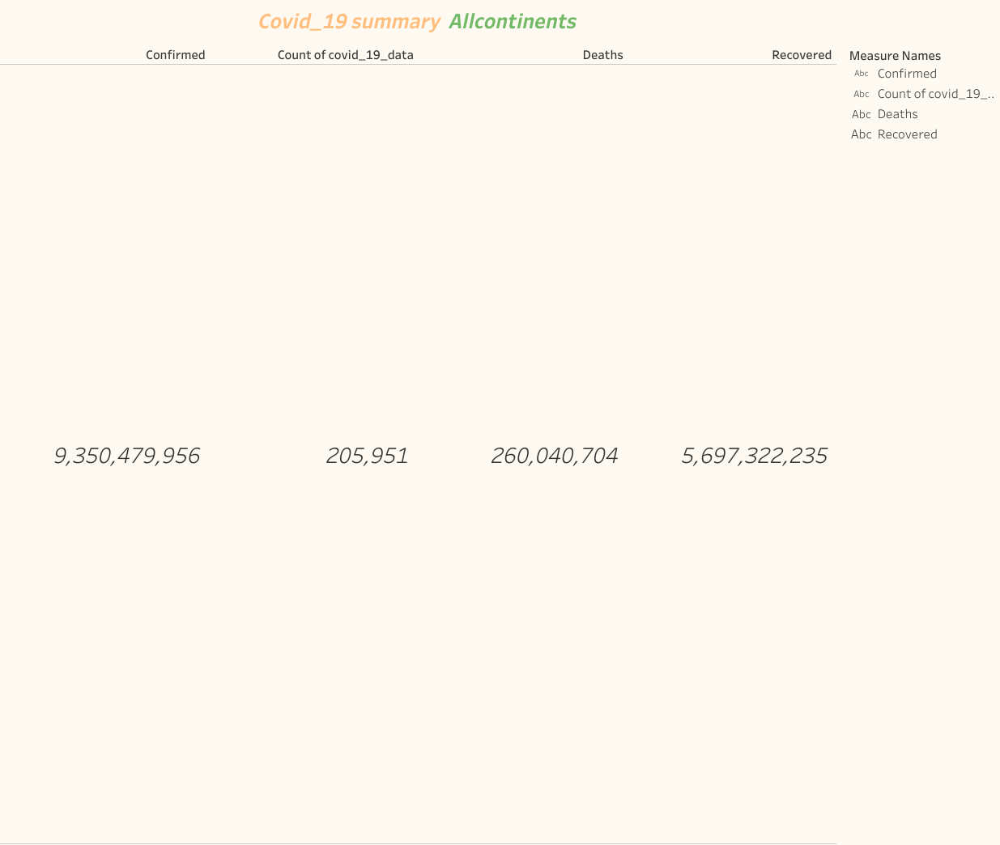 Covid_19 summary Allcontinents
Confirmed Count of covid_19_data Deaths Recovered
9,350,479,956 205,951 260,040,704 5,697,322,235
Measure Names
Abc Confirmed
Abc Count of covid_19_..
Abc Deaths
Abc Recovered